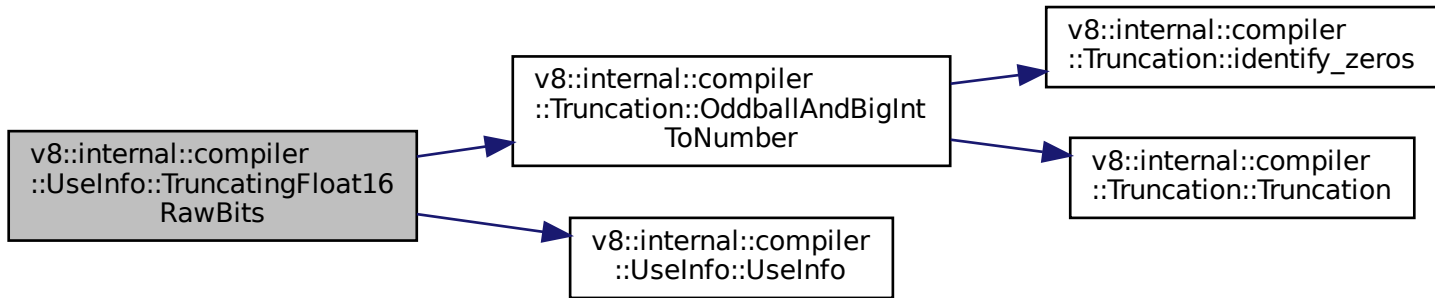 v8::internal::compiler
::UseInfo::TruncatingFloat16
RawBits
v8::internal::compiler
::Truncation::OddballAndBigInt
ToNumber
v8::internal::compiler
::UseInfo::UseInfo
v8::internal::compiler
::Truncation::identify_zeros
v8::internal::compiler
::Truncation::Truncation